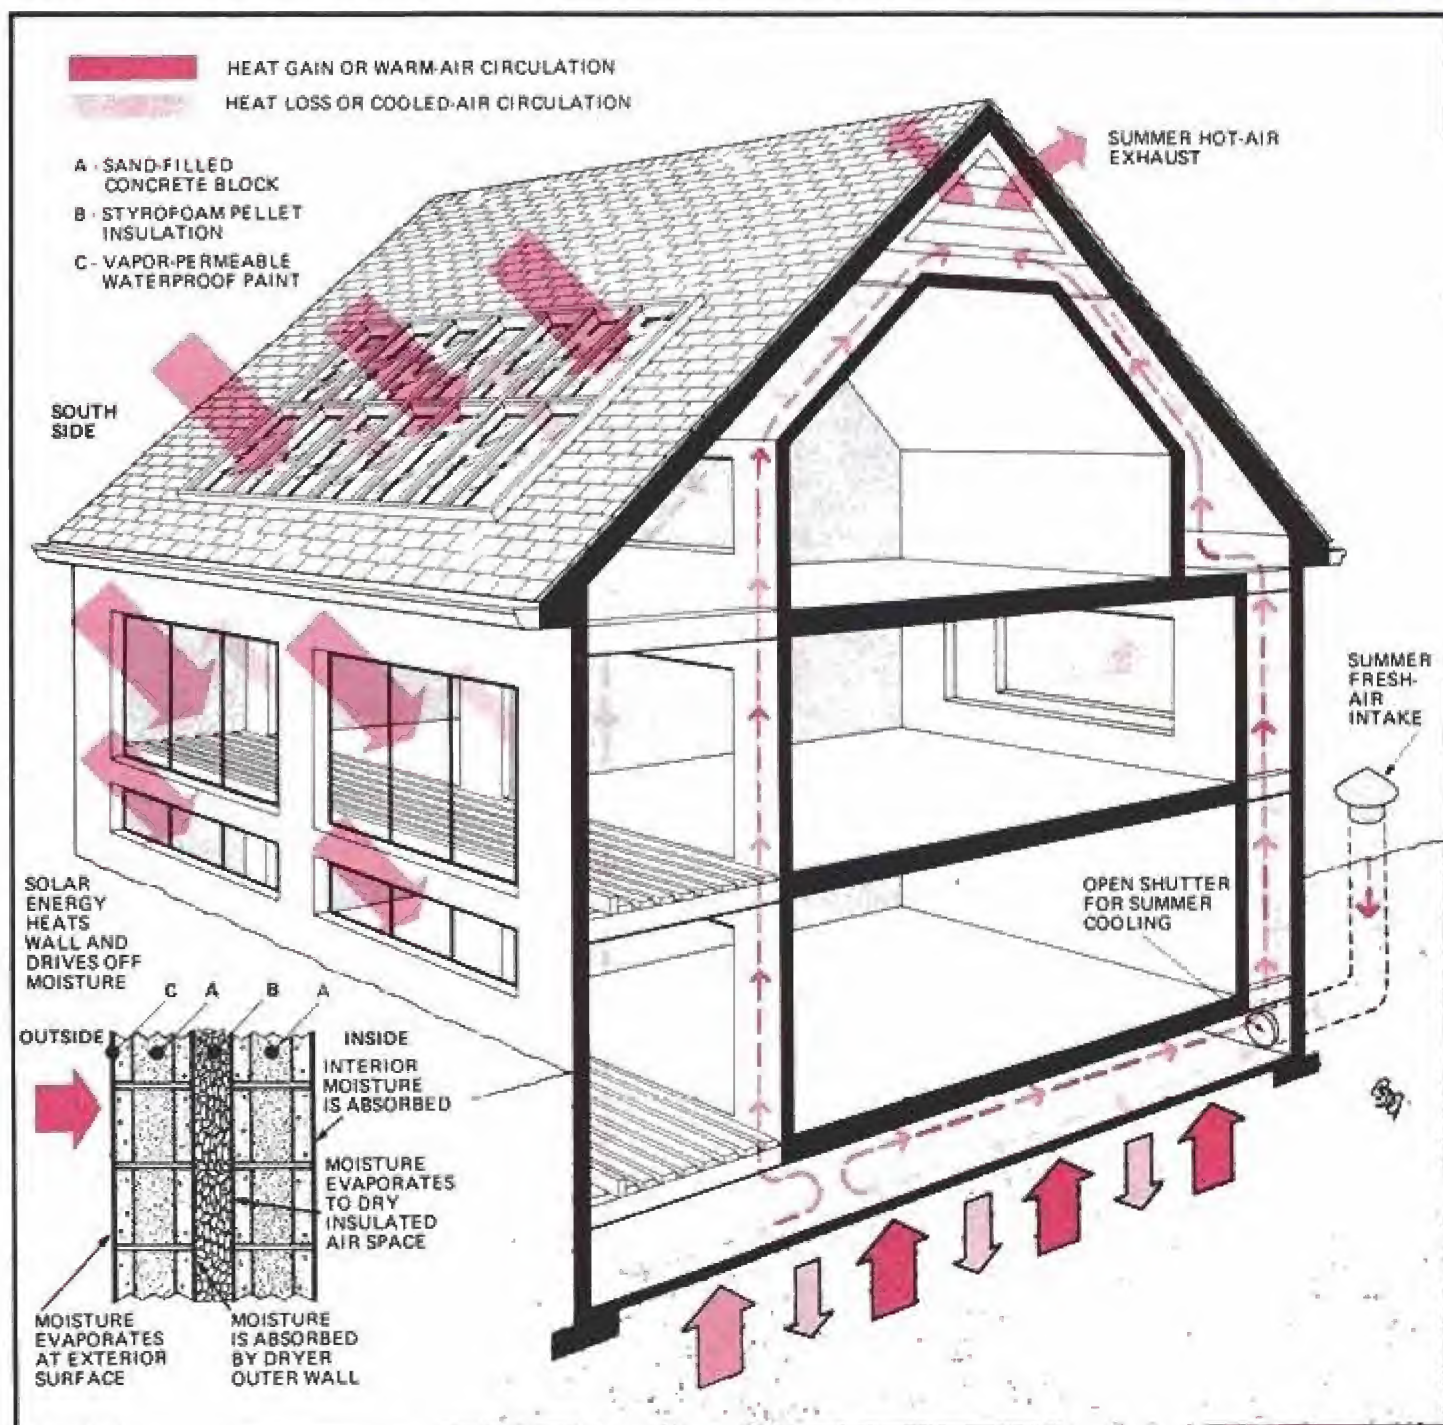 HEAT GAIN OR WARM-AIR CIRCULATION
HEAT LOSS OR COOLED-AIR CIRCULATION
A - SAND-FILLED
CONCRETE BLOCK
B - STYROFOAM PELLET
INSULATION
C - VAPOR-PERMEABLE
WATERPROOF PAINT
SUMMER HOT-AIR
EXHAUST
SOUTH
SIDE
SUMMER
FRESH-
AIR
INTAKE
OPEN SHUTTER
FOR SUMMER
COOLING
SOLAR
ENERGY
HEATS
WALL AND
DRIVES OFF
MOISTURE
C A B A
OUTSIDE
INSIDE
INTERIOR
MOISTURE
IS ABSORBED
MOISTURE
EVAPORATES
TO DRY
INSULATED
AIR SPACE
MOISTURE
EVAPORATES
AT EXTERIOR
SURFACE
MOISTURE
IS ABSORBED
BY DRYER
OUTER WALL